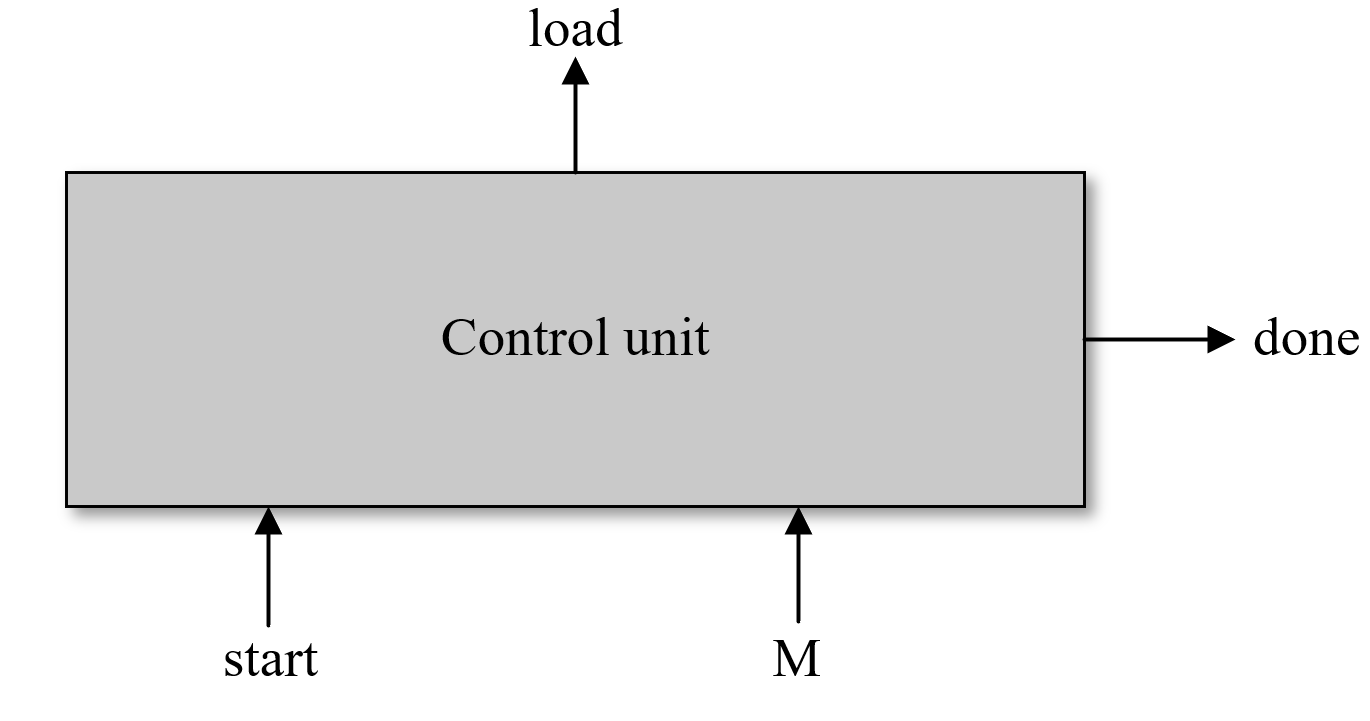 load
Control unit
done
start
M